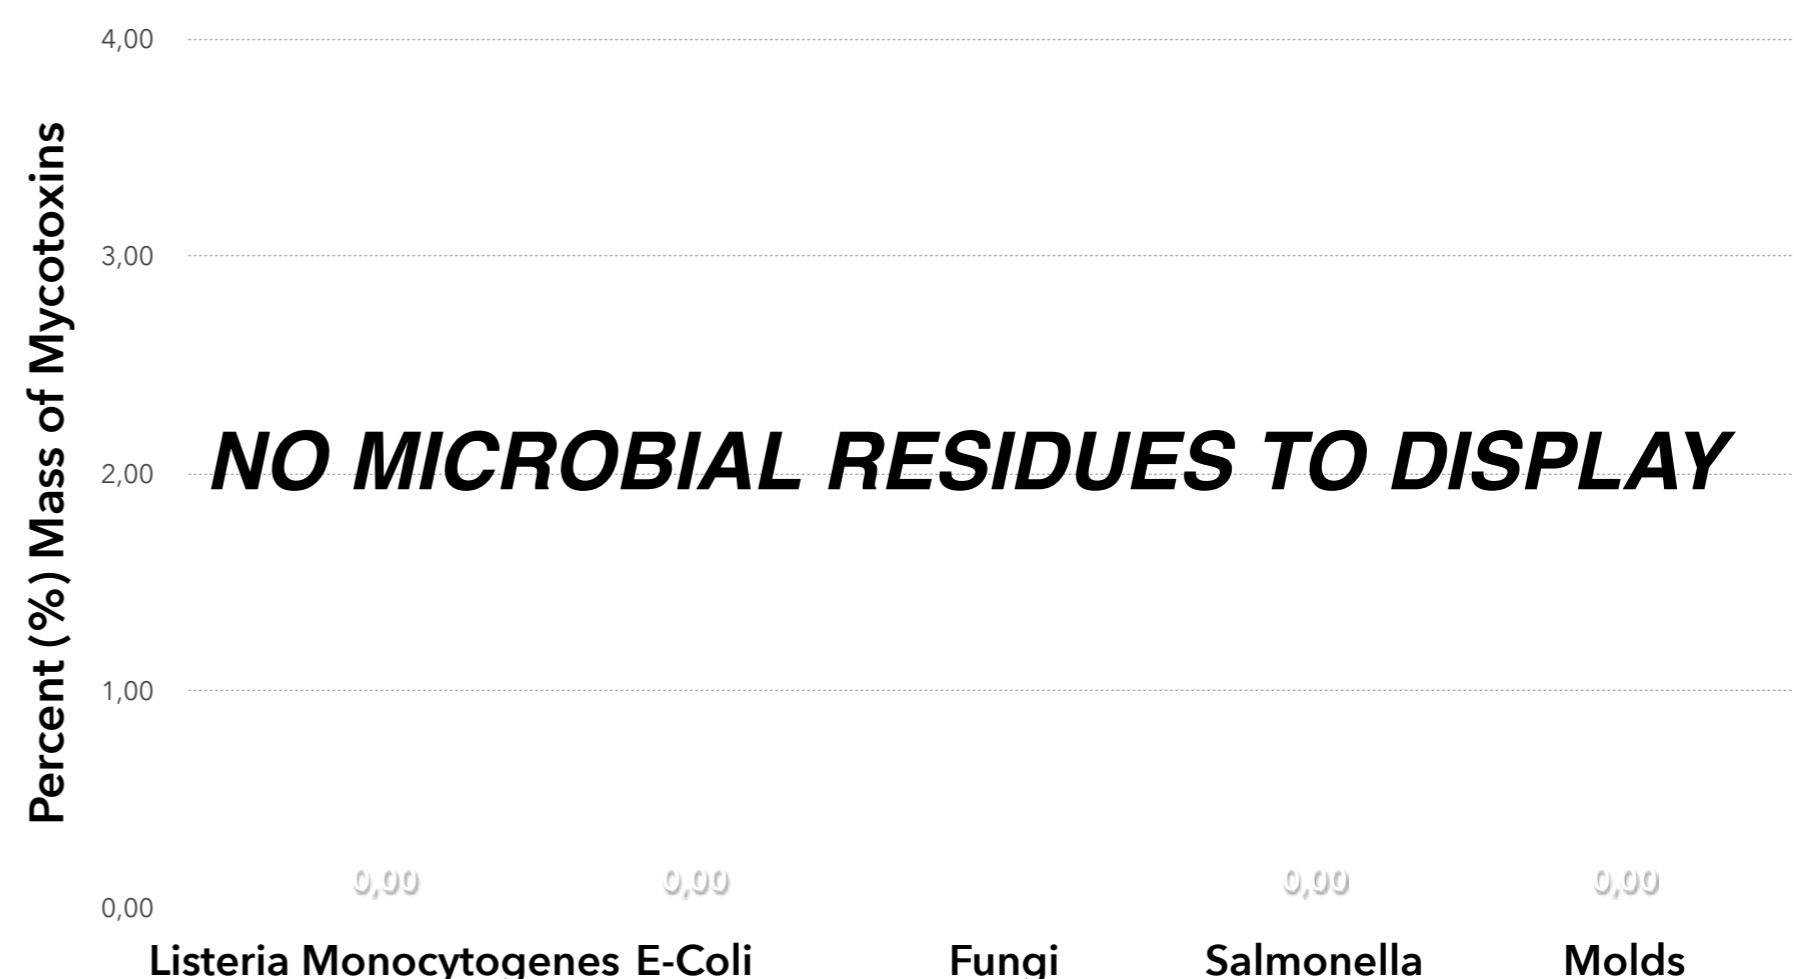 4,00
3,00
2,00
1,00
0,00
Percent (%) Mass of Mycotoxins
NO MICROBIAL RESIDUES TO DISPLAY
0,00 0,00 0,00 0,00
Listeria Monocytogenes E-Coli Fungi Salmonella Molds